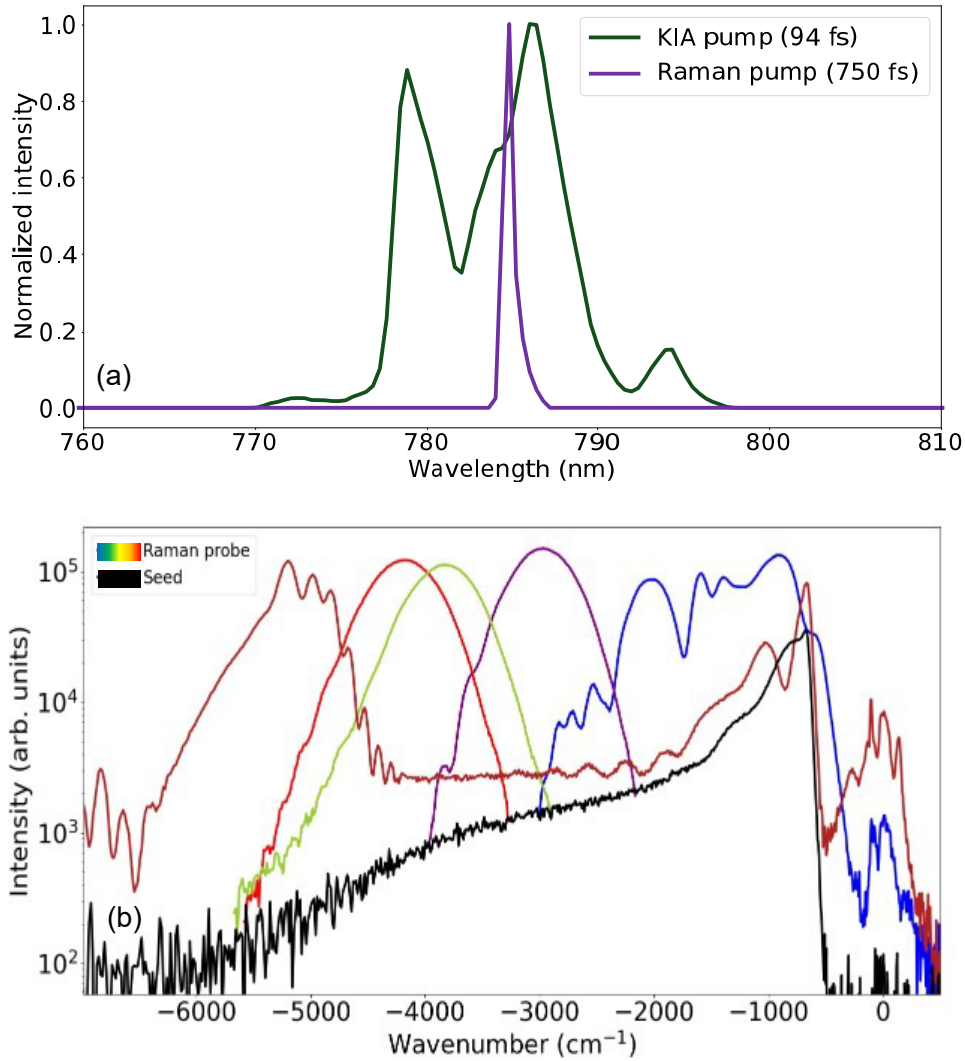 KIA pump (94 fs)
Raman pump (750 fs)
1.0
0.8
0.6
0.4
0.2
0.0
Normalized intensity
(a)
760
770
780
790
800
810
Wavelength (nm)
Raman probe
Seed
10⁵
10⁴
10³
10²
Intensity (arb. units)
(b)
−6000
−5000
−4000
−3000
−2000
−1000
0
Wavenumber (cm⁻¹)